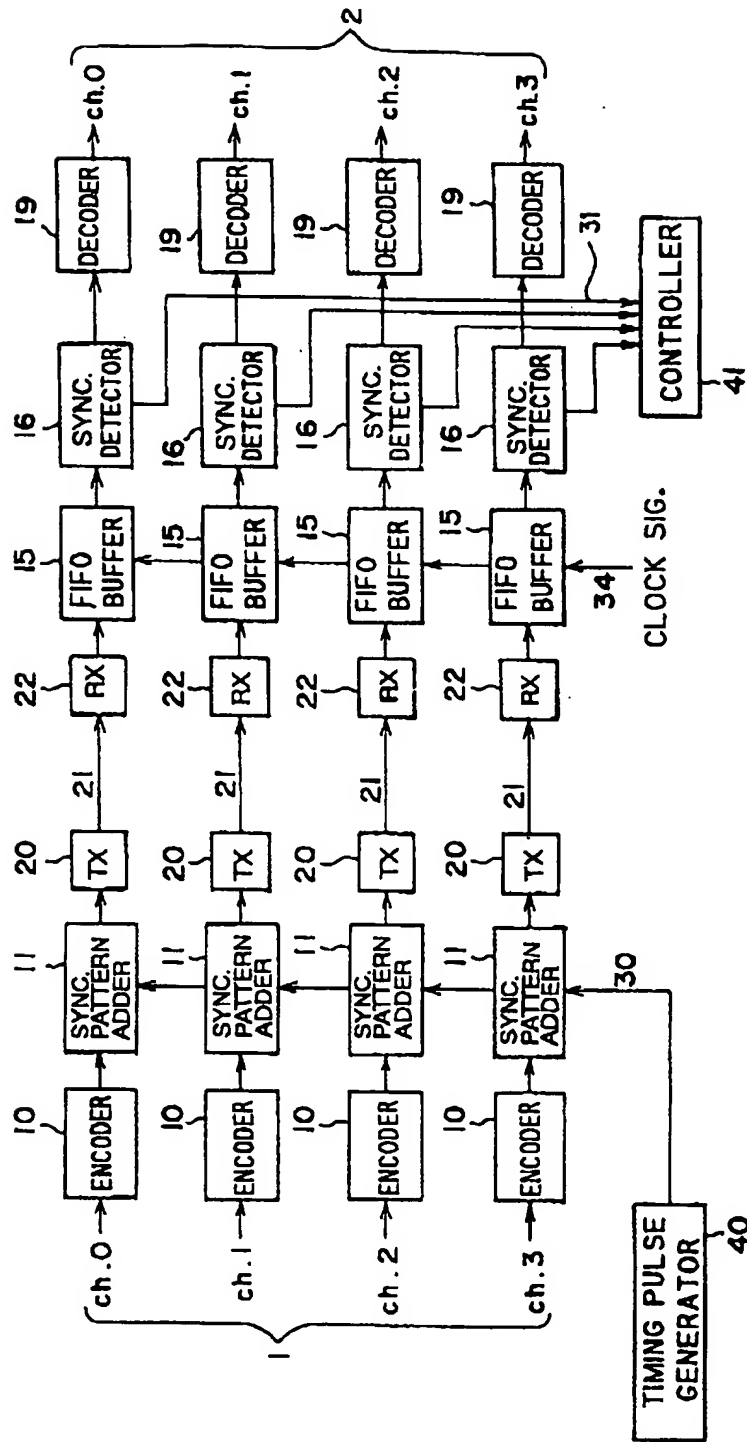 1
2
ch.0
10
ENCODER
11
SYNC.
PATTERN
ADDER
20
TX
21
22
RX
15
FIFO
BUFFER
16
SYNC.
DETECTOR
19
DECODER
ch.0
ch.1
10
ENCODER
11
SYNC.
PATTERN
ADDER
20
TX
21
22
RX
15
FIFO
BUFFER
16
SYNC.
DETECTOR
19
DECODER
ch.1
ch.2
10
ENCODER
11
SYNC.
PATTERN
ADDER
20
TX
21
22
RX
15
FIFO
BUFFER
16
SYNC.
DETECTOR
19
DECODER
ch.2
ch.3
10
ENCODER
11
SYNC.
PATTERN
ADDER
20
TX
21
22
RX
15
FIFO
BUFFER
16
SYNC.
DETECTOR
19
DECODER
ch.3
30
34
CLOCK SIG.
31
TIMING PULSE
GENERATOR
40
CONTROLLER
41